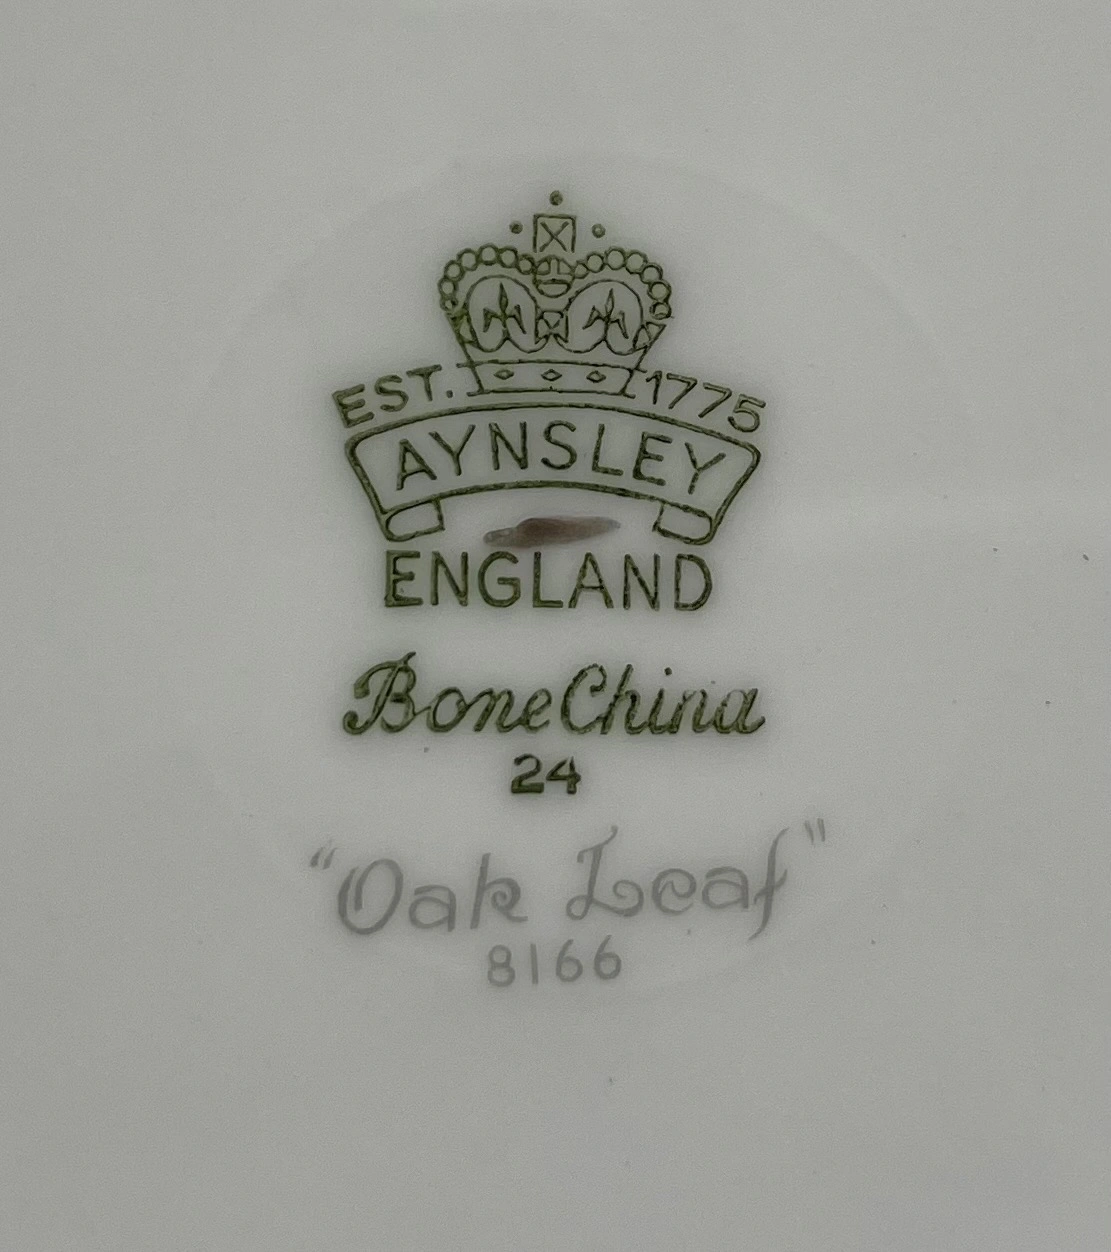 EST. 1775
AYNSLEY
ENGLAND
Bone China
24
"Oak Leaf"
8166